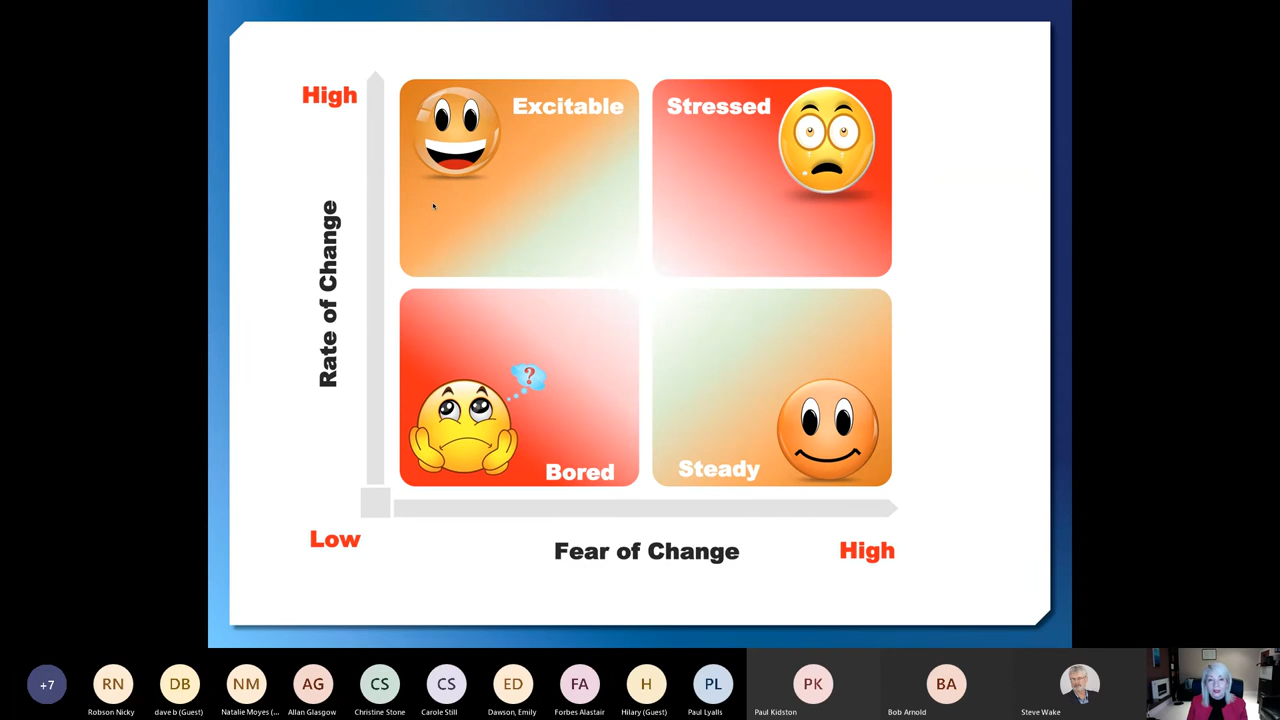 High
Excitable
Stressed
Rate of Change
?
Bored
Steady
Low
Fear of Change
High
+7
RN
DB
NM
AG
CS
CS
ED
FA
H
PL
PK
BA
Robson Nicky
dave b (Guest)
Natalie Moyes (...
Allan Glasgow
Christine Stone
Carole Still
Dawson, Emily
Forbes Alastair
Hilary (Guest)
Paul Lyalls
Paul Kidston
Bob Arnold
Steve Wake